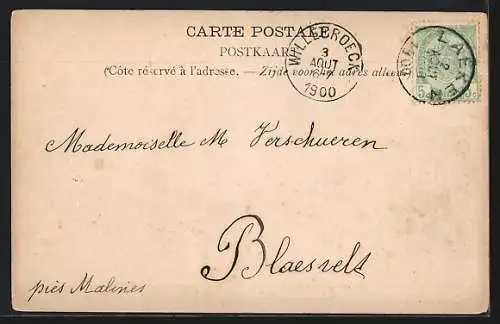 CARTE POSTALE
POSTKAART
(Côte réservé à l'adresse. — Zijde voor het adres alleen
WILLEBROECK
3
AOUT
1900
LAEKEN
Mademoiselle M Verschueren
Blaesvelt
près Malines